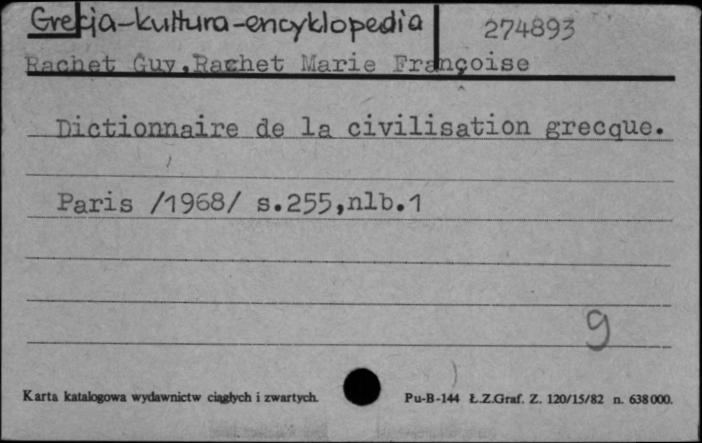 Grecja-kultura-encyklopedia 274893
Rachet Guy,Rachet Marie Françoise
Dictionnaire de la civilisation grecque.
Paris /1968/ s.255,nlb.1
9
Karta katalogowa wydawnictw ciągłych i zwartych. Pu-B-144 Ł.Z.Graf. Z. 120/15/82 n. 638000.